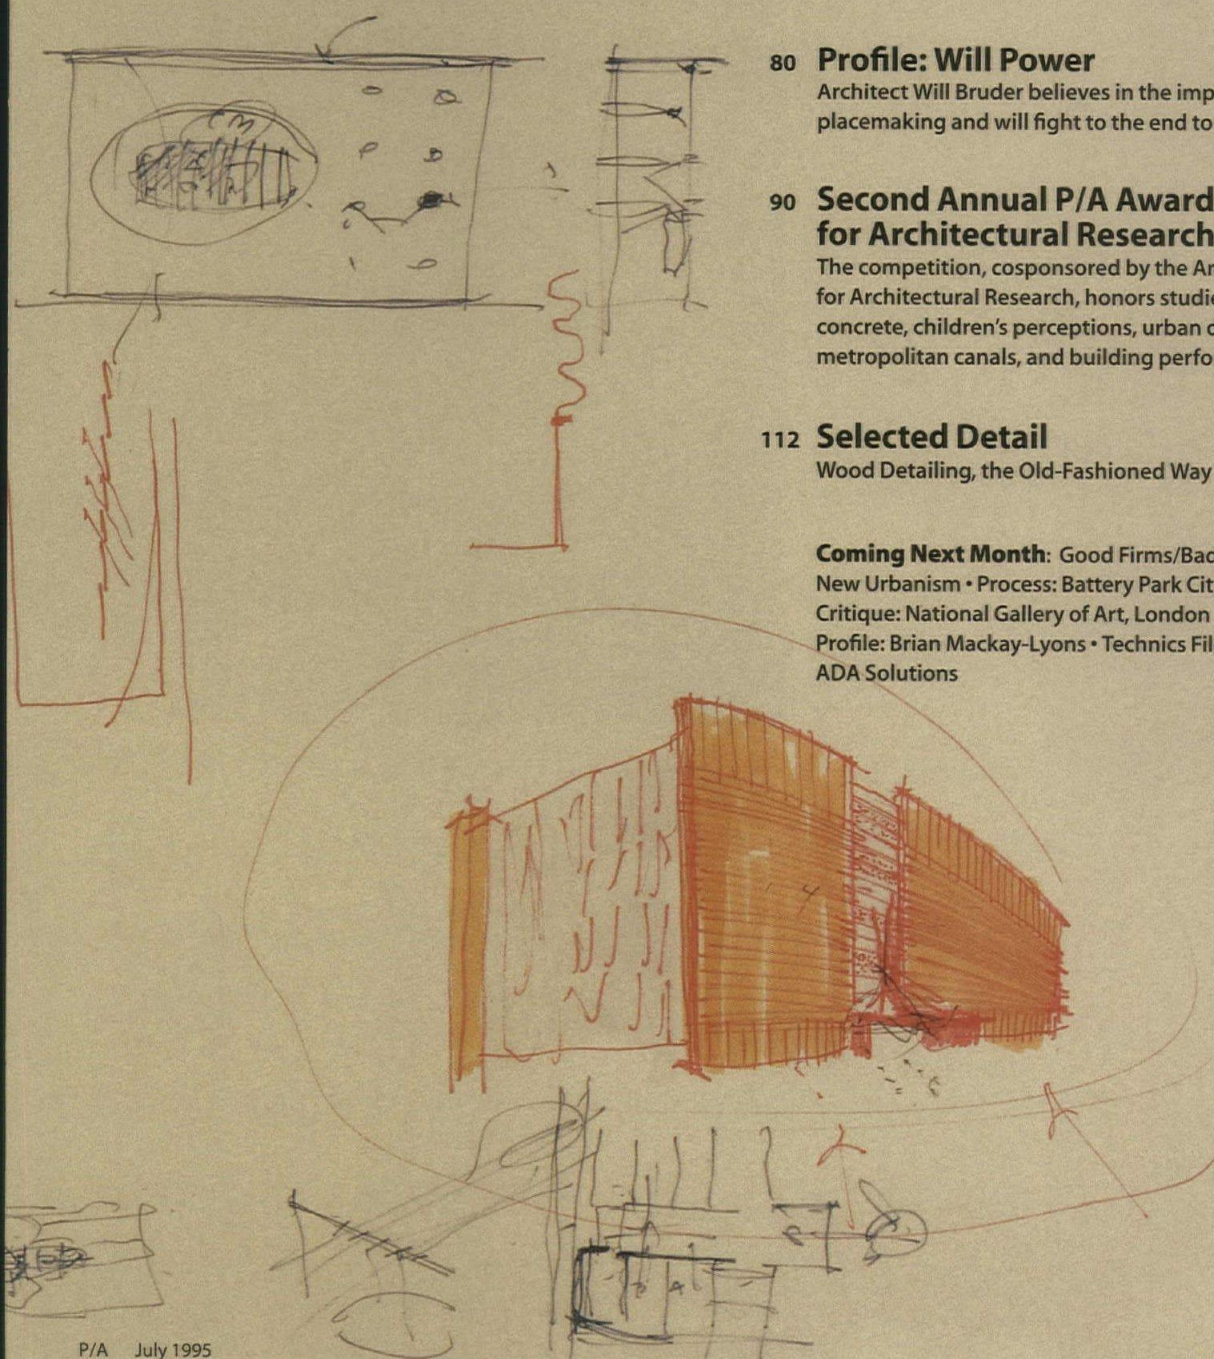 80 Profile: Will Power
Architect Will Bruder believes in the imp
placemaking and will fight to the end to
90 Second Annual P/A Award
for Architectural Research
The competition, cosponsored by the Ar
for Architectural Research, honors studie
concrete, children's perceptions, urban
metropolitan canals, and building perfo
112 Selected Detail
Wood Detailing, the Old-Fashioned Way
Coming Next Month: Good Firms/Bad
New Urbanism • Process: Battery Park Cit
Critique: National Gallery of Art, London
Profile: Brian Mackay-Lyons • Technics Fil
ADA Solutions
P/A July 1995